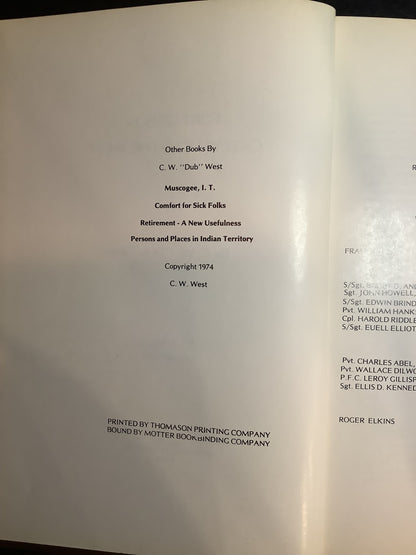 Other Books By
C. W. "Dub" West
Muscogee, I. T.
Comfort for Sick Folks
Retirement - A New Usefulness
Persons and Places in Indian Territory
Copyright 1974
C. W. West
PRINTED BY THOMASON PRINTING COMPANY
BOUND BY MOTTER BOOKBINDING COMPANY
R
S/Sgt.
Sgt. JOHN HOWELL,
S/Sgt. EDWIN BRIND
Pvt. WILLIAM HANK
Cpl. HAROLD RIDDLE
S/Sgt. EUELL ELLIOT
Pvt. CHARLES ABEL,
Pvt. WALLACE DILWO
P.F.C. LEROY GILLISP
Sgt. ELLIS D. KENNED
ROGER ELKINS